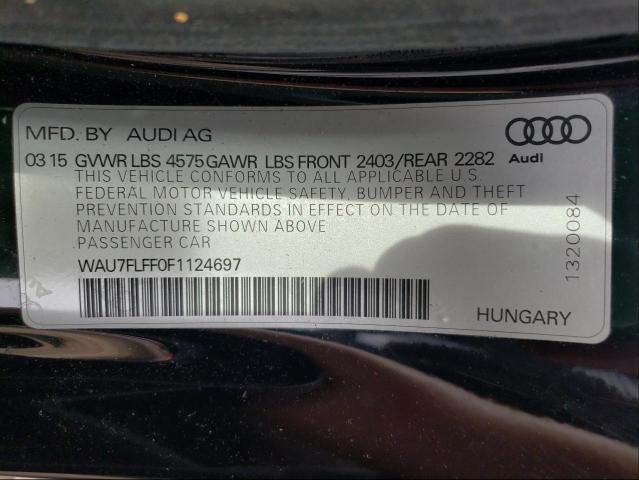 MFD. BY AUDI AG
03 15 GVWR LBS 4575 GAWR LBS FRONT 2403/REAR 2282
Audi
THIS VEHICLE CONFORMS TO ALL APPLICABLE U.S.
FEDERAL MOTOR VEHICLE SAFETY, BUMPER AND THEFT
PREVENTION STANDARDS IN EFFECT ON THE DATE OF
MANUFACTURE SHOWN ABOVE
PASSENGER CAR
WAU7FLFF0F1124697
HUNGARY
1320084